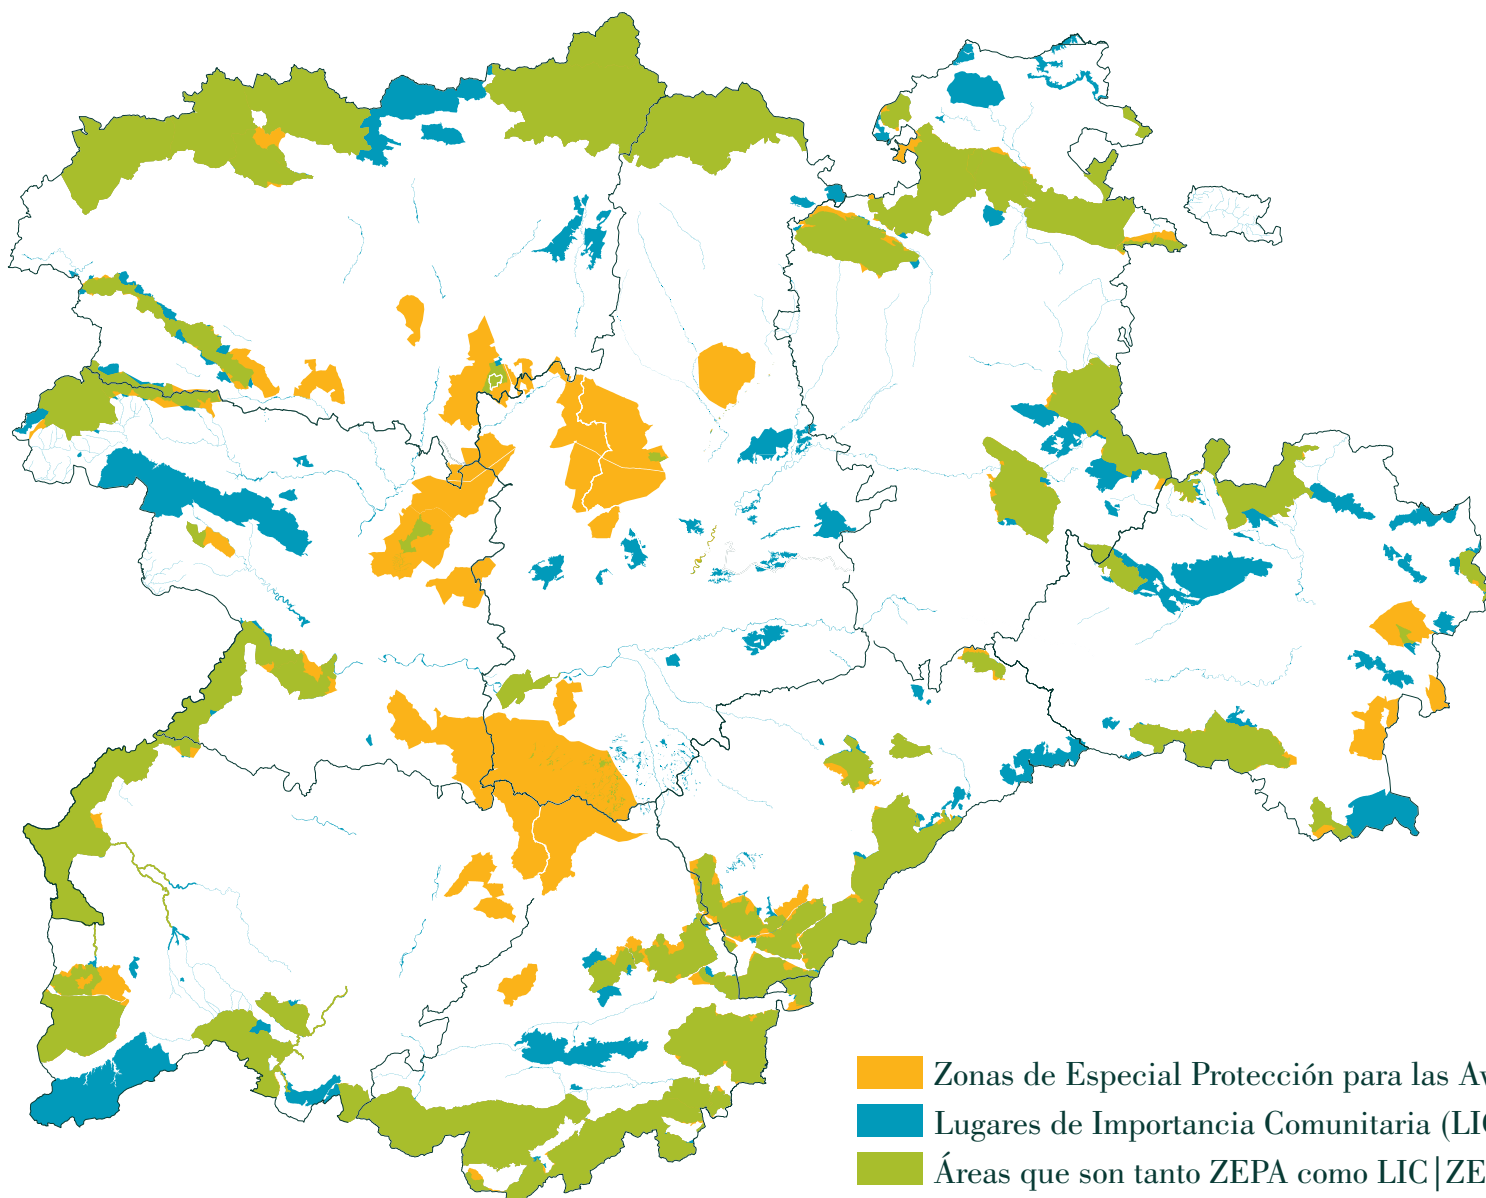 Zonas de Especial Protección para las Av
Lugares de Importancia Comunitaria (LIC
Áreas que son tanto ZEPA como LIC|ZE